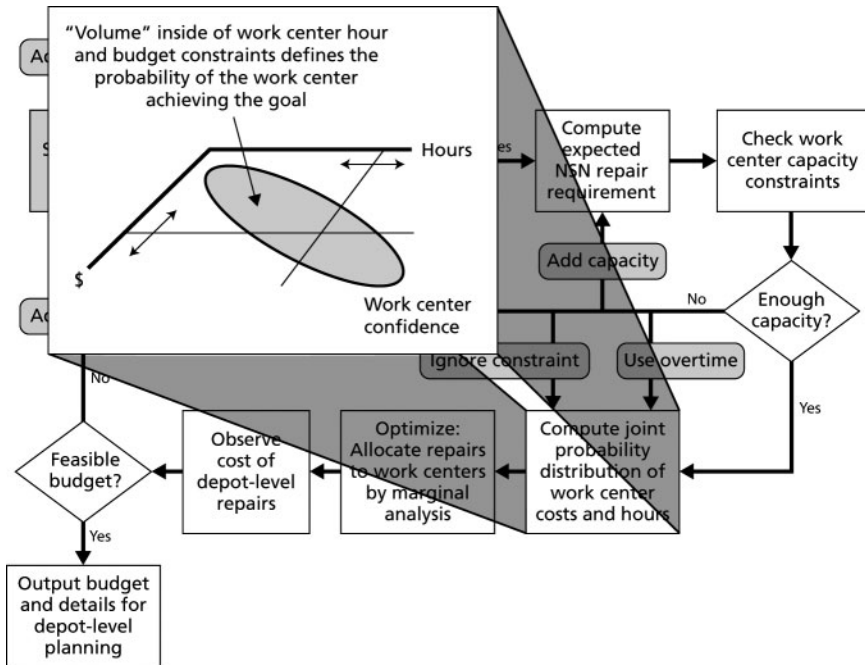 “Volume” inside of work center hour
and budget constraints defines the
probability of the work center
achieving the goal
Hours
$
Work center
confidence
Compute
expected
NSN repair
requirement
Check work
center capacity
constraints
Add capacity
No
Enough
capacity?
Ignore constraint
Use overtime
Yes
No
Feasible
budget?
Observe
cost of
depot-level
repairs
Optimize:
Allocate repairs
to work centers
by marginal
analysis
Compute joint
probability
distribution of
work center
costs and hours
Yes
Output budget
and details for
depot-level
planning